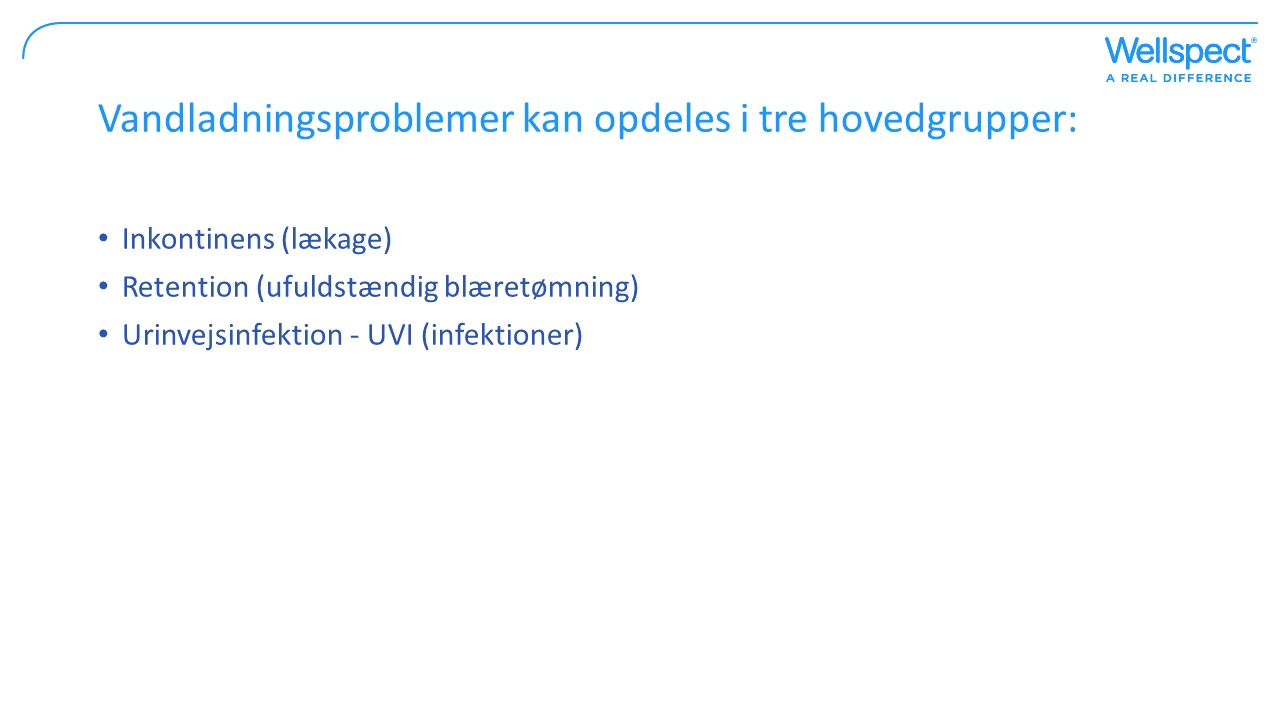 Wellspect®
A REAL DIFFERENCE
Vandladningsproblemer kan opdeles i tre hovedgrupper:
• Inkontinens (lækage)
• Retention (ufuldstændig blæretømning)
• Urinvejsinfektion - UVI (infektioner)